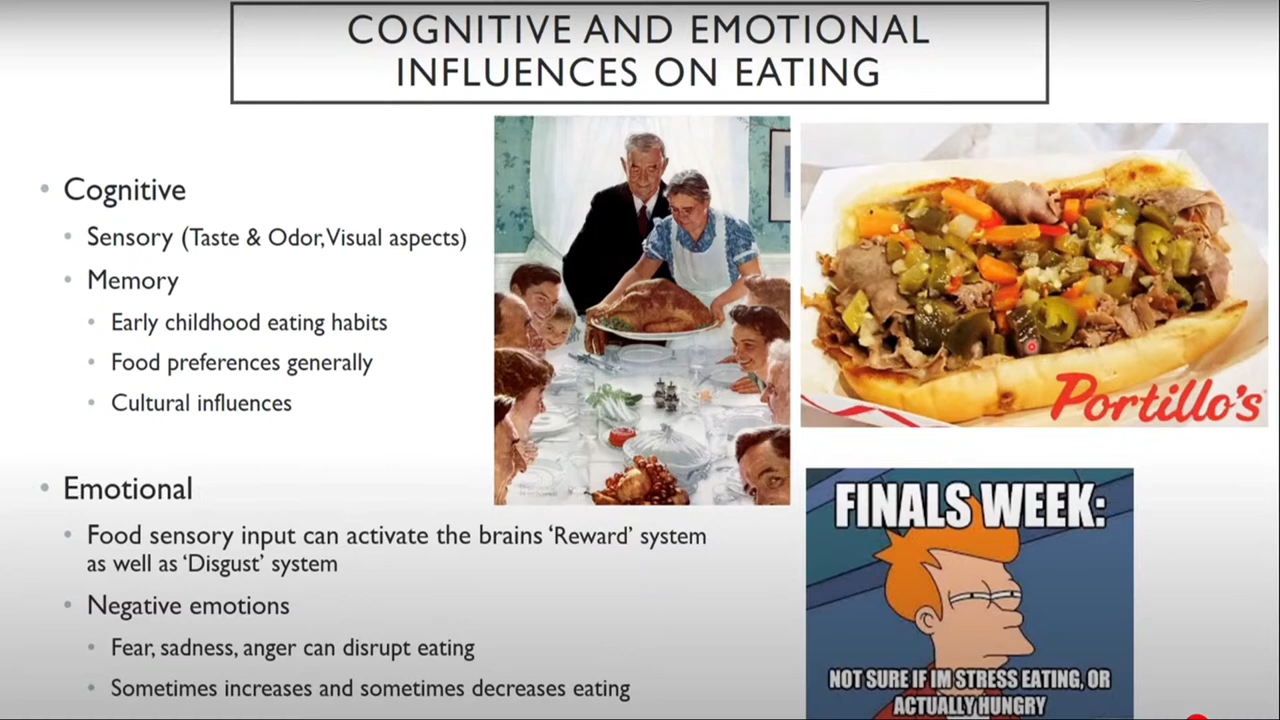 COGNITIVE AND EMOTIONAL
INFLUENCES ON EATING
Cognitive
Sensory (Taste & Odor, Visual aspects)
Memory
Early childhood eating habits
Food preferences generally
Cultural influences
Emotional
Food sensory input can activate the brains ‘Reward’ system
as well as ‘Disgust’ system
Negative emotions
Fear, sadness, anger can disrupt eating
Sometimes increases and sometimes decreases eating
Portillo's
FINALS WEEK:
NOT SURE IF IM STRESS EATING, OR
ACTUALLY HUNGRY